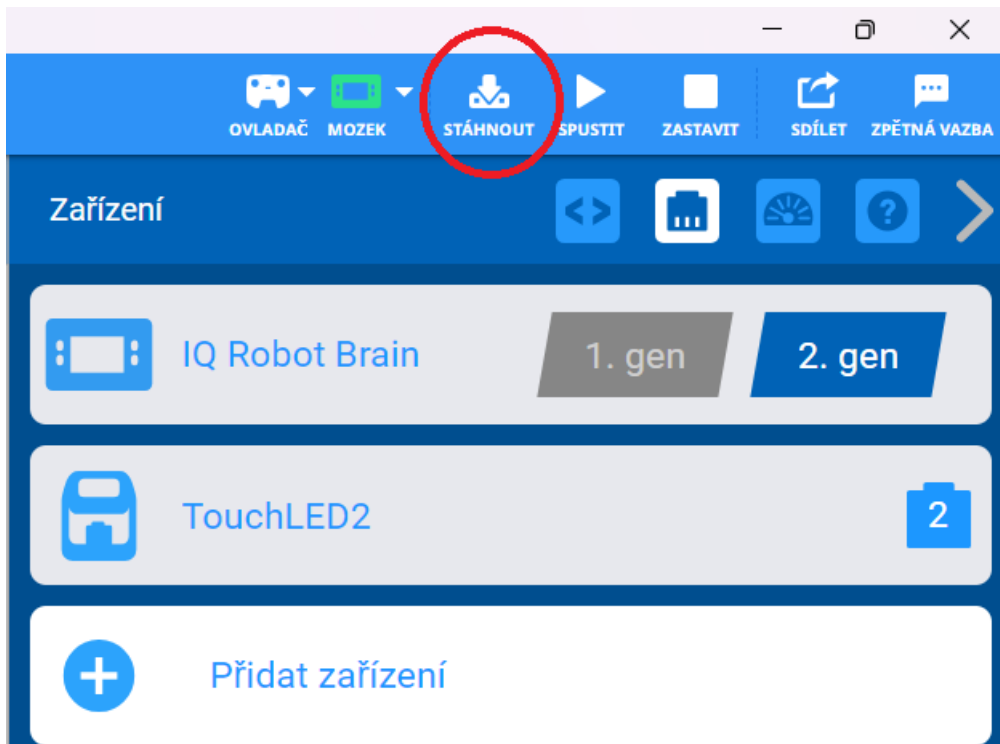 OVLADAČ MOZEK STÁHNOUT SPUSTIT ZASTAVIT SDÍLET ZPĚTNÁ VAZBA
Zařízení
IQ Robot Brain 1. gen 2. gen
TouchLED2 2
Přidat zařízení